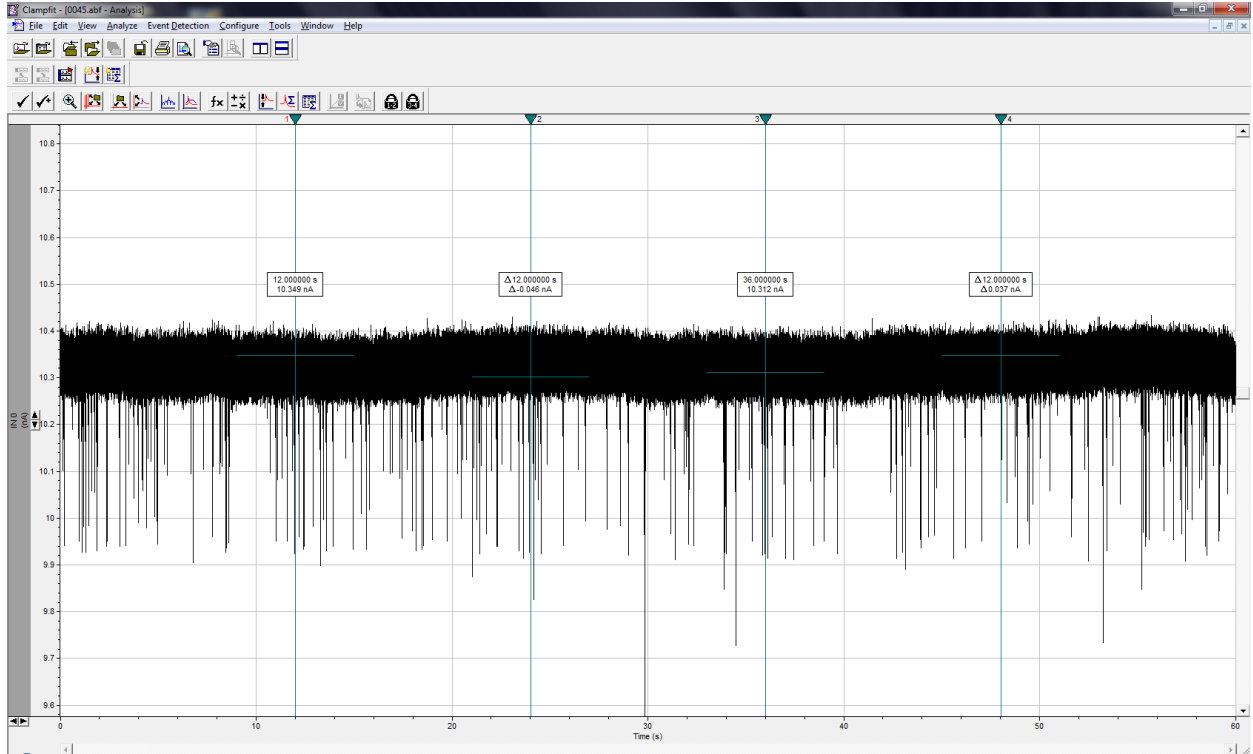 Clampfit - [0045.abf - Analysis]
File Edit View Analyze Event Detection Configure Tools Window Help
1 2 3 4
10.8
10.7
10.6
10.5
10.4
10.3
10.2
10.1
10
9.9
9.8
9.7
9.6
IN 0
(nA)
12.000000 s
10.349 nA
Δ12.000000 s
Δ-0.046 nA
36.000000 s
10.312 nA
Δ12.000000 s
Δ0.037 nA
0 10 20 30 40 50 60
Time (s)